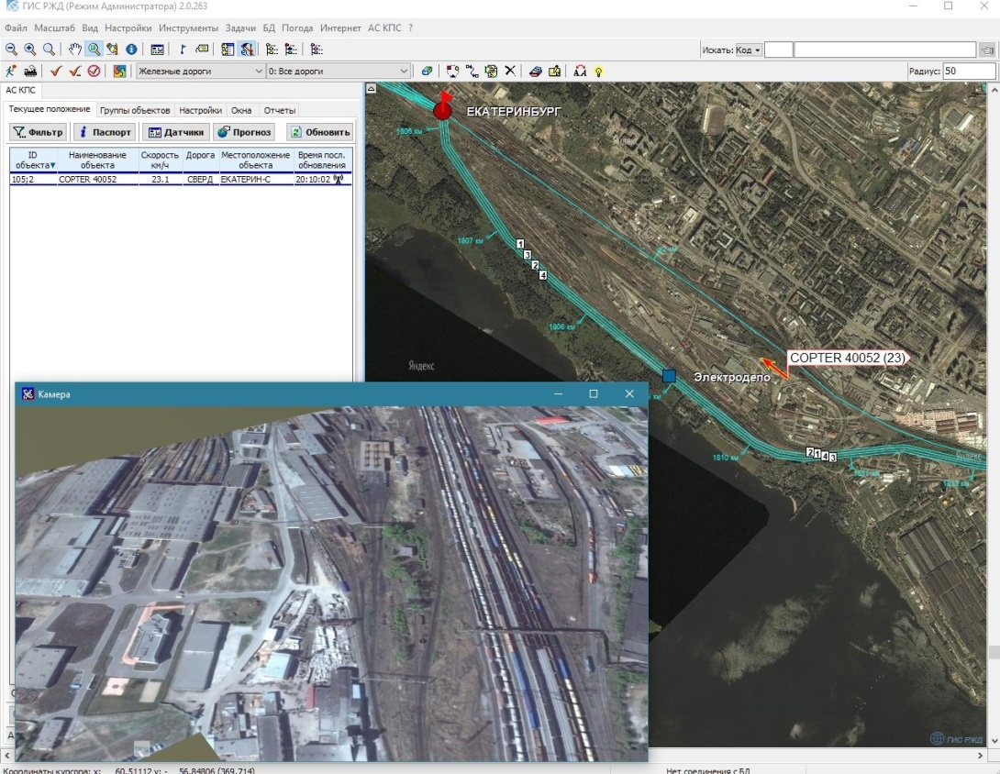 ГИС РЖД (Режим Администратора) 2.0.263
Файл Масштаб Вид Настройки Инструменты Задачи БД Погода Интернет АС КПС ?
Искать: Код
Железные дороги 0: Все дороги Радиус: 50
АС КПС
Текущее положение Группы объектов Настройки Окна Отчеты
Фильтр Паспорт Датчики Прогноз Обновить
ID объекта Наименование объекта Скорость км/ч Дорога Местоположение объекта Время посл. обновления
105;2 COPTER 40052 23.1 СВЕРД ЕКАТЕРИН-С 20:10:02
ЕКАТЕРИНБУРГ
1806 км
Яндекс
1807 км
1
3
2
4
2 км
1808 км
COPTER 40052 (23)
Яндекс
Электродепо
км
1810 км
2 1 4 3
Яндекс
Камера
ГИС РЖД
Координаты курсора: x: 60.51112 y: - 56.84806 (369.714)
Нет соединения с БД